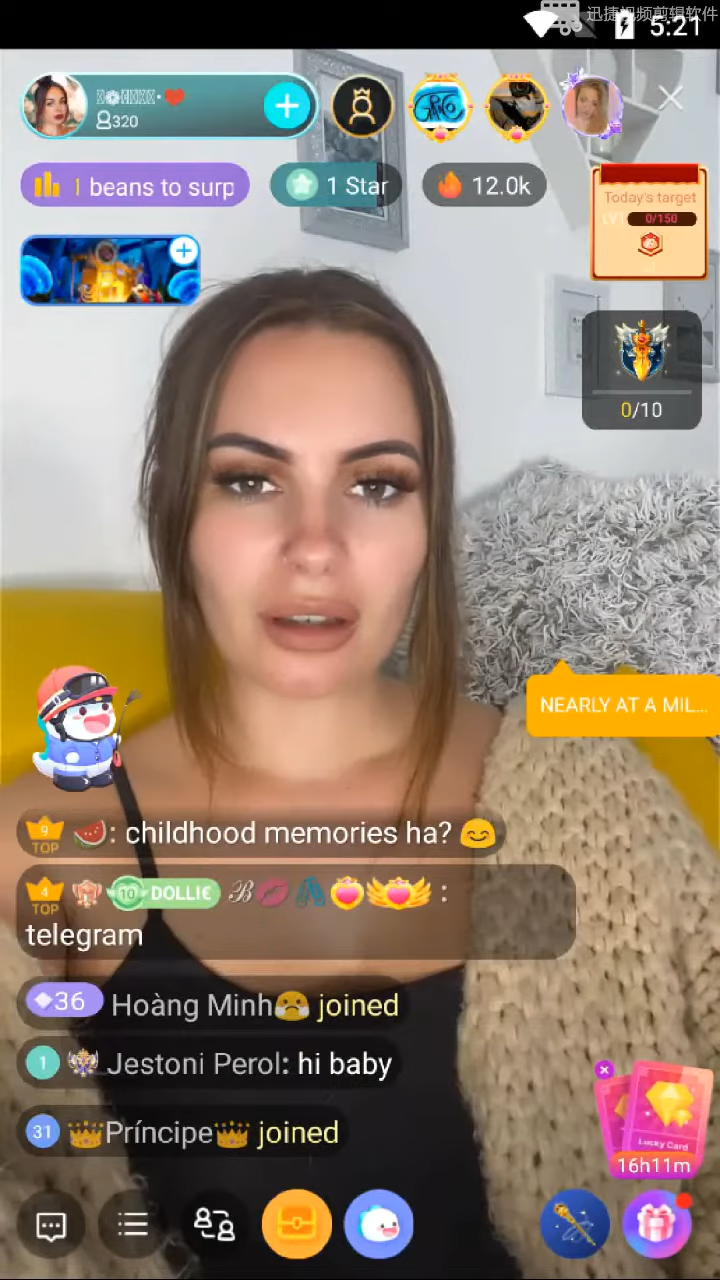 迅捷视频剪辑软件
5:21
320
beans to surp
1 Star
12.0k
Today's target
LV1 0/150
0/10
NEARLY AT A MIL...
9 TOP : childhood memories ha?
4 TOP 10 DOLLIE ℬ :
telegram
36 Hoàng Minh joined
1 Jestoni Perol: hi baby
31 Príncipe joined
Lucky Card
16h11m